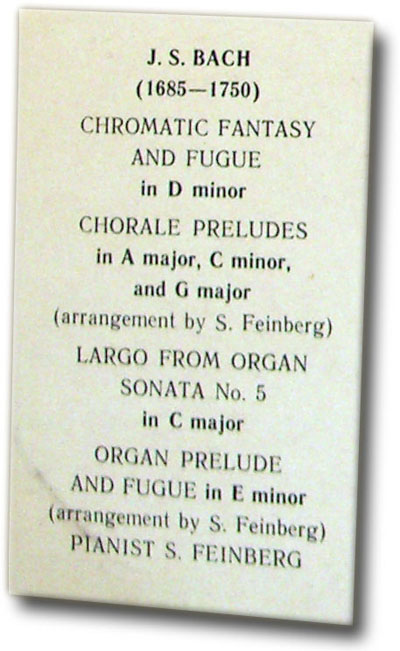 J. S. BACH
(1685—1750)
CHROMATIC FANTASY
AND FUGUE
in D minor
CHORALE PRELUDES
in A major, C minor,
and G major
(arrangement by S. Feinberg)
LARGO FROM ORGAN
SONATA No. 5
in C major
ORGAN PRELUDE
AND FUGUE in E minor
(arrangement by S. Feinberg)
PIANIST S. FEINBERG